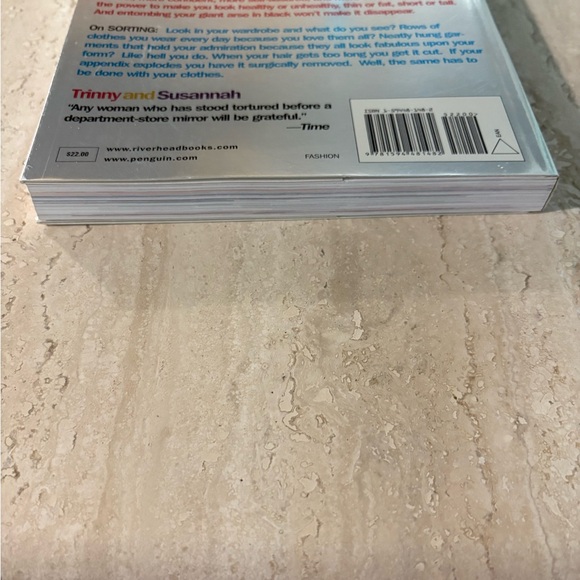 the power to make you look healthy or unhealthy, thin or fat, short or tall.
And entombing your giant arse in black won't make it disappear.
On SORTING: Look in your wardrobe and what do you see? Rows of
clothes you wear every day because you love them all? Neatly hung gar-
ments that hold your admiration because they all look fabulous upon your
form? Like hell you do. When your hair gets too long you get it cut. If your
appendix explodes you have it surgically removed. Well, the same has to
be done with your clothes.
Trinny and Susannah
"Any woman who has stood tortured before a
department-store mirror will be grateful."
—Time
$22.00
www.riverheadbooks.com
www.penguin.com
FASHION
EAN